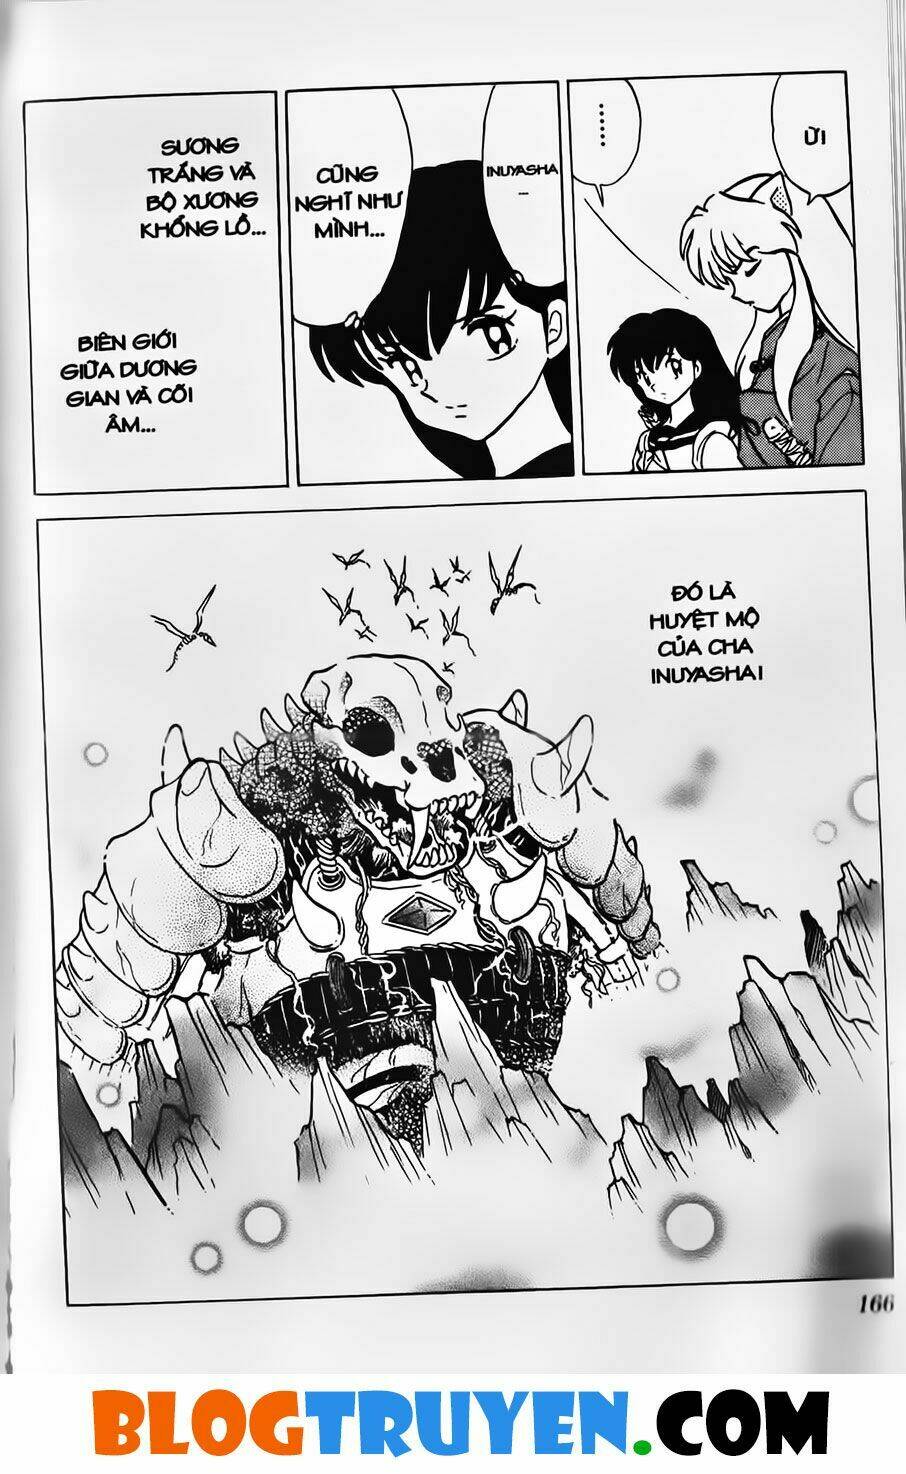 ỪI
......
INUYASHA
...
CŨNG
NGHĨ NHƯ
MÌNH...
SƯƠNG
TRẮNG VÀ
BỘ XƯƠNG
KHỔNG LỒ...
BIÊN GIỚI
GIỮA DƯƠNG
GIAN VÀ CÕI
ÂM...
ĐÓ LÀ
HUYỆT MỘ
CỦA CHA
INUYASHA!
166
BLOGTRUYEN.COM